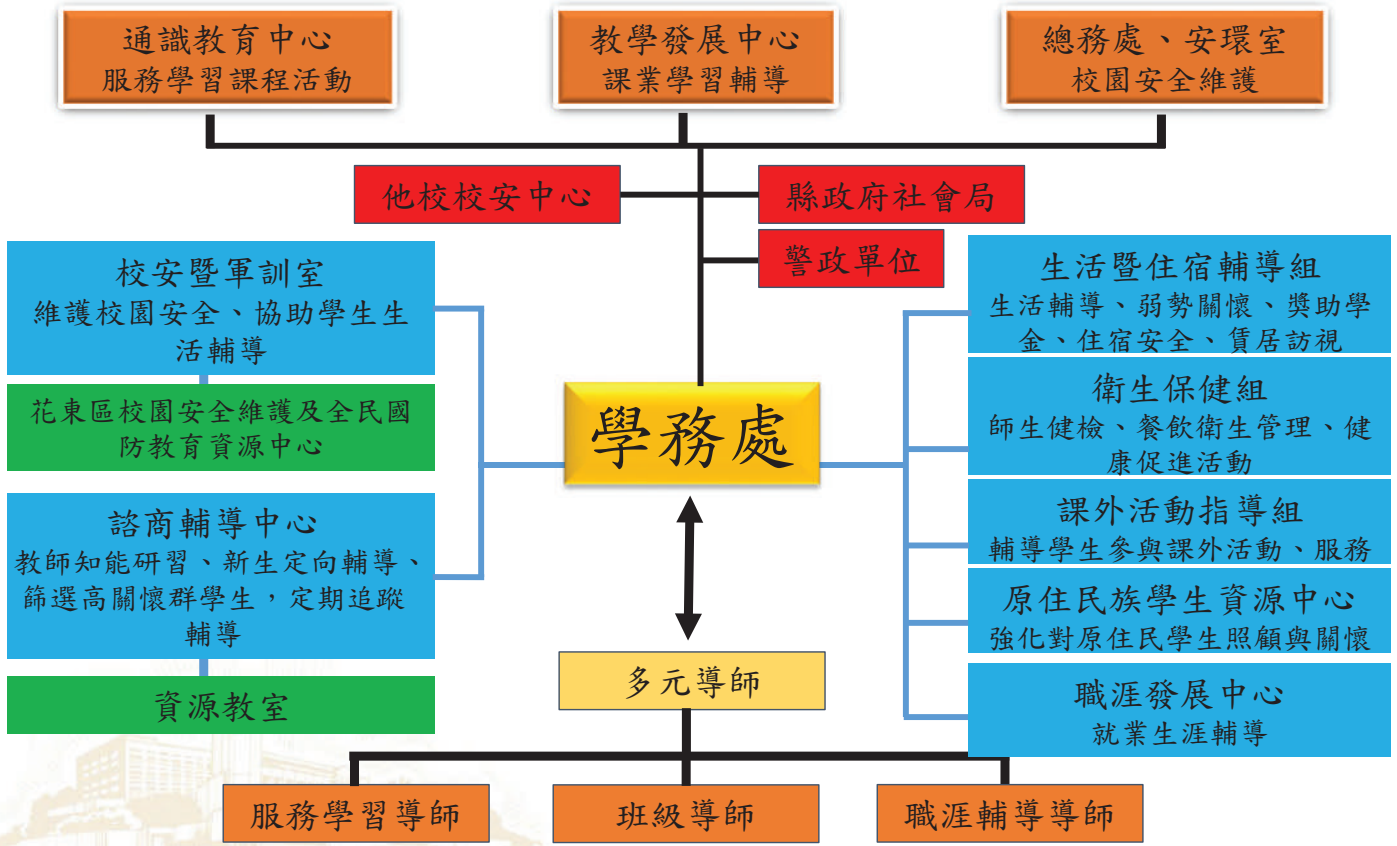 通識教育中心
服務學習課程活動
教學發展中心
課業學習輔導
總務處、安環室
校園安全維護
他校校安中心
縣政府社會局
警政單位
校安暨軍訓室
維護校園安全、協助學生生
活輔導
花東區校園安全維護及全民國
防教育資源中心
諮商輔導中心
教師知能研習、新生定向輔導、
篩選高關懷群學生，定期追蹤
輔導
資源教室
學務處
生活暨住宿輔導組
生活輔導、弱勢關懷、獎助學
金、住宿安全、賃居訪視
衛生保健組
師生健檢、餐飲衛生管理、健
康促進活動
課外活動指導組
輔導學生參與課外活動、服務
原住民族學生資源中心
強化對原住民學生照顧與關懷
職涯發展中心
就業生涯輔導
多元導師
服務學習導師
班級導師
職涯輔導導師